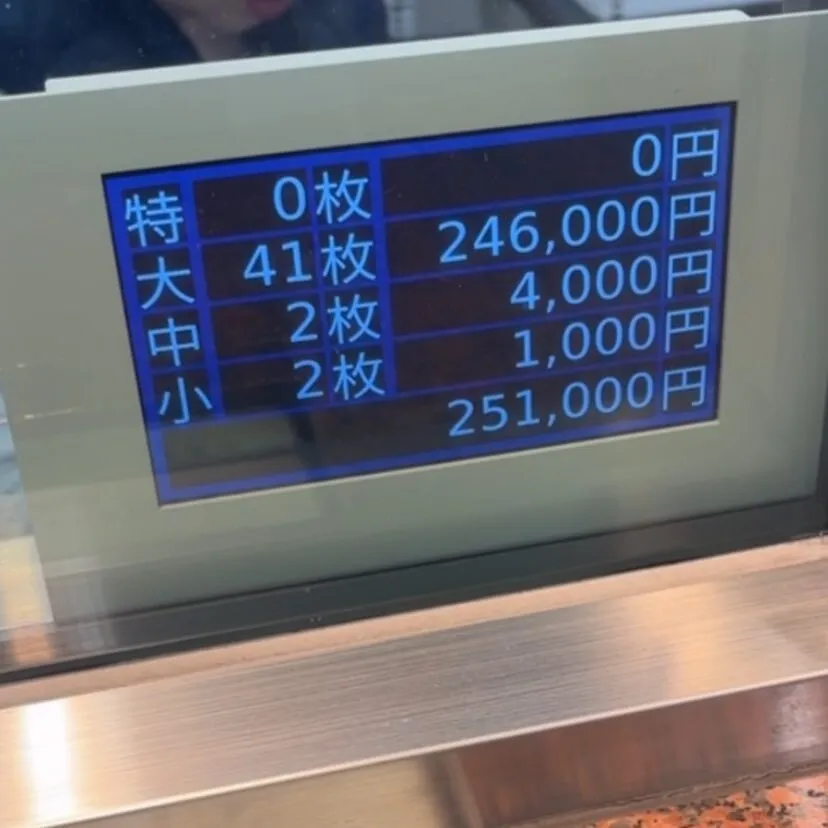 特 0枚 0円
大 41枚 246,000円
中 2枚 4,000円
小 2枚 1,000円
251,000円